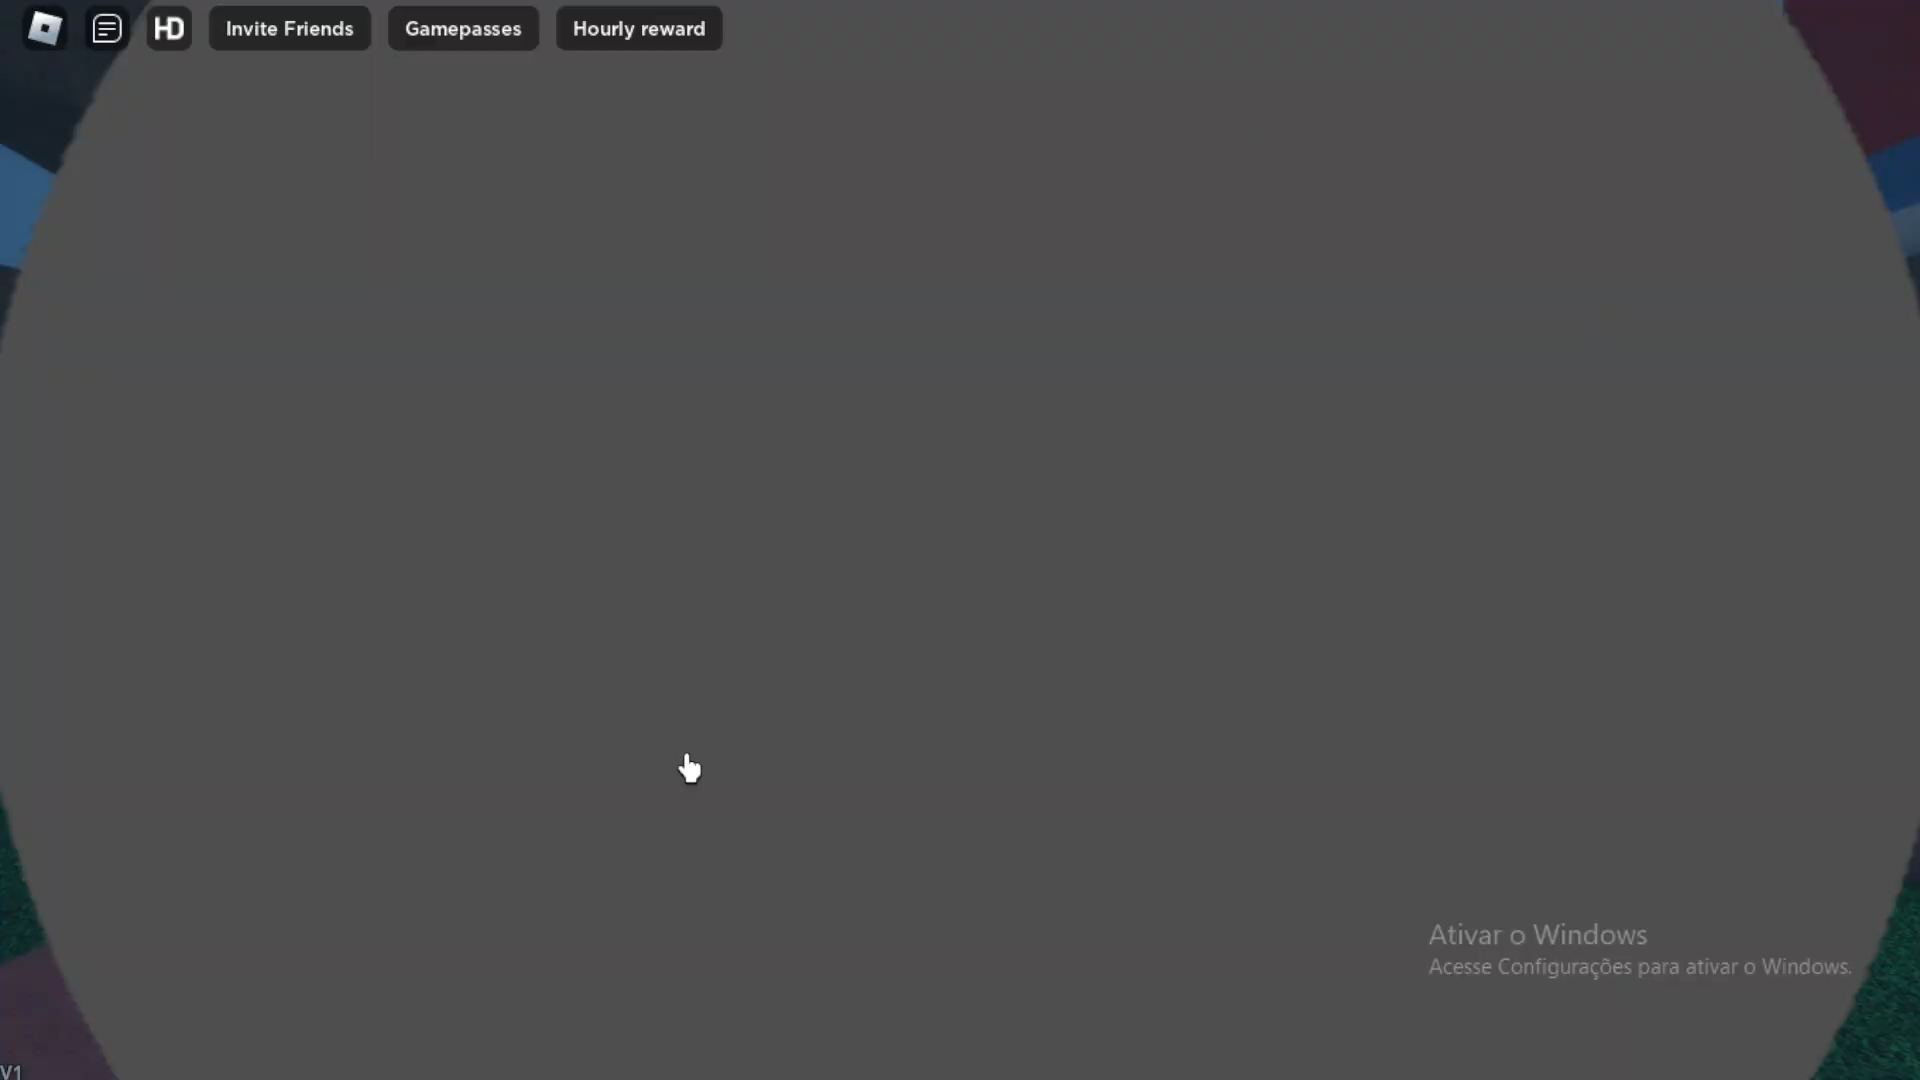 HD
Invite Friends
Gamepasses
Hourly reward
Ativar o Windows
Acesse Configurações para ativar o Windows.
V1